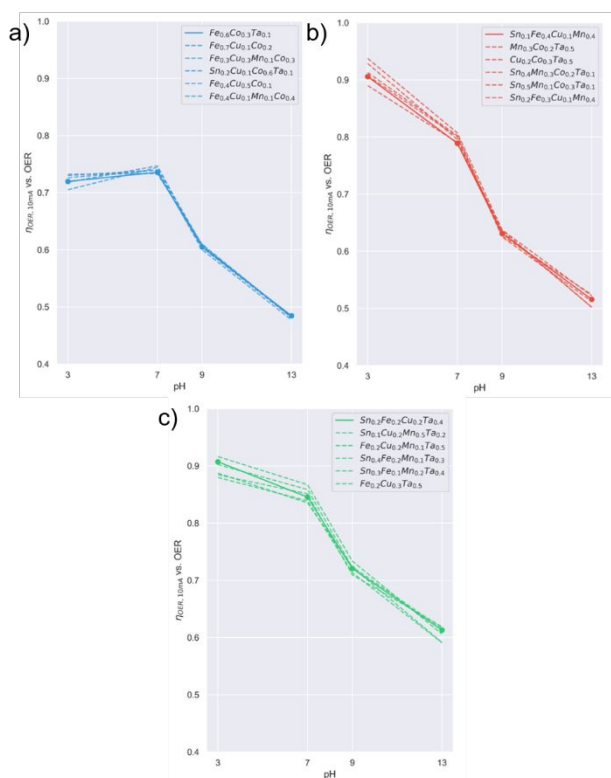 a)
Fe0.6Co0.3Ta0.1
Fe0.7Cu0.1Co0.2
Fe0.3Cu0.3Mn0.1Co0.3
Sn0.2Cu0.1Co0.6Ta0.1
Fe0.4Cu0.5Co0.1
Fe0.4Cu0.1Mn0.1Co0.4
1.0
0.9
0.8
0.7
0.6
0.5
0.4
ηOER, 10mA vs. OER
3 7 9 13
pH
b)
Sn0.1Fe0.4Cu0.1Mn0.4
Mn0.3Co0.2Ta0.5
Cu0.2Co0.3Ta0.5
Sn0.4Mn0.3Co0.2Ta0.1
Sn0.5Mn0.1Co0.3Ta0.1
Sn0.2Fe0.3Cu0.1Mn0.4
1.0
0.9
0.8
0.7
0.6
0.5
0.4
ηOER, 10mA vs. OER
3 7 9 13
pH
c)
Sn0.2Fe0.2Cu0.2Ta0.4
Sn0.1Cu0.2Mn0.5Ta0.2
Fe0.2Cu0.2Mn0.1Ta0.5
Sn0.4Fe0.2Mn0.1Ta0.3
Sn0.3Fe0.1Mn0.2Ta0.4
Fe0.2Cu0.3Ta0.5
1.0
0.9
0.8
0.7
0.6
0.5
0.4
ηOER, 10mA vs. OER
3 7 9 13
pH